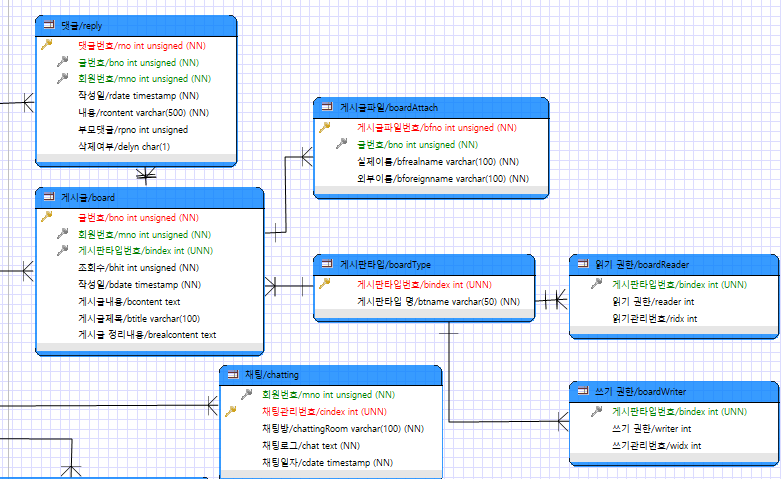 댓글/reply
댓글번호/rno int unsigned (NN)
글번호/bno int unsigned (NN)
회원번호/mno int unsigned (NN)
작성일/rdate timestamp (NN)
내용/rcontent varchar(500) (NN)
부모댓글/rpno int unsigned
삭제여부/delyn char(1)
게시글파일/boardAttach
게시글파일번호/bfno int unsigned (NN)
글번호/bno int unsigned (NN)
실제이름/bfrealname varchar(100) (NN)
외부이름/bforeignname varchar(100) (NN)
게시글/board
글번호/bno int unsigned (NN)
회원번호/mno int unsigned (NN)
게시판타입번호/bindex int (UNN)
조회수/bhit int unsigned (NN)
작성일/bdate timestamp (NN)
게시글내용/bcontent text
게시글제목/btitle varchar(100)
게시글 정리내용/brealcontent text
게시판타입/boardType
게시판타입번호/bindex int (UNN)
게시판타입 명/btname varchar(50) (NN)
읽기 권한/boardReader
게시판타입번호/bindex int (UNN)
읽기 권한/reader int
읽기관리번호/ridx int
채팅/chatting
회원번호/mno int unsigned (NN)
채팅관리번호/cindex int (UNN)
채팅방/chattingRoom varchar(100) (NN)
채팅로그/chat text (NN)
채팅일자/cdate timestamp (NN)
쓰기 권한/boardWriter
게시판타입번호/bindex int (UNN)
쓰기 권한/writer int
쓰기관리번호/widx int